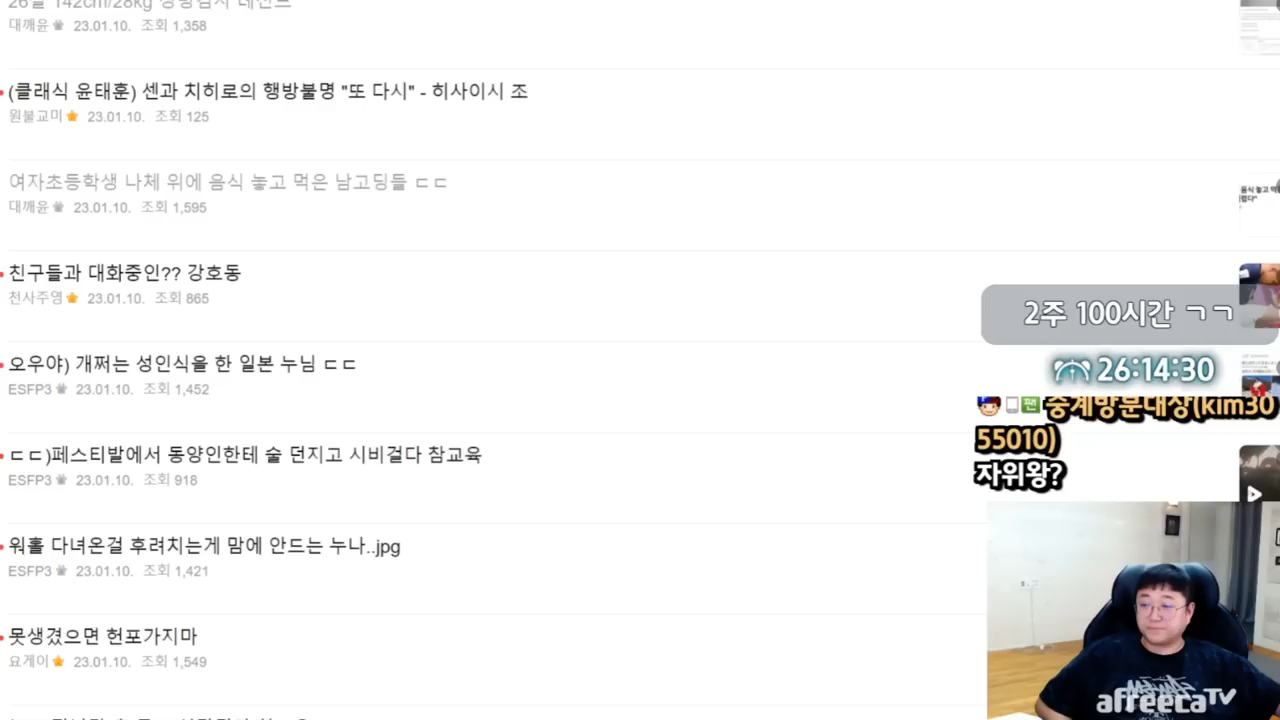 대깨윤 23.01.10. 조회 1,358
(클래식 윤태훈) 센과 치히로의 행방불명 "또 다시" - 히사이시 조
원불교미 23.01.10. 조회 125
여자초등학생 나체 위에 음식 놓고 먹은 남고딩들 ㄷㄷ
대깨윤 23.01.10. 조회 1,595
친구들과 대화중인?? 강호동
천사주영 23.01.10. 조회 865
2주 100시간 ㄱㄱ
오우야) 개쩌는 성인식을 한 일본 누님 ㄷㄷ
26:14:30
ESFP3 23.01.10. 조회 1,452
팬 중계방문대상(kim30
55010)
자위왕?
ㄷㄷ)페스티발에서 동양인한테 술 던지고 시비걸다 참교육
ESFP3 23.01.10. 조회 918
워홀 다녀온걸 후려치는게 맘에 안드는 누나..jpg
ESFP3 23.01.10. 조회 1,421
못생겼으면 헌포가지마
요게이 23.01.10. 조회 1,549
afreecaTV